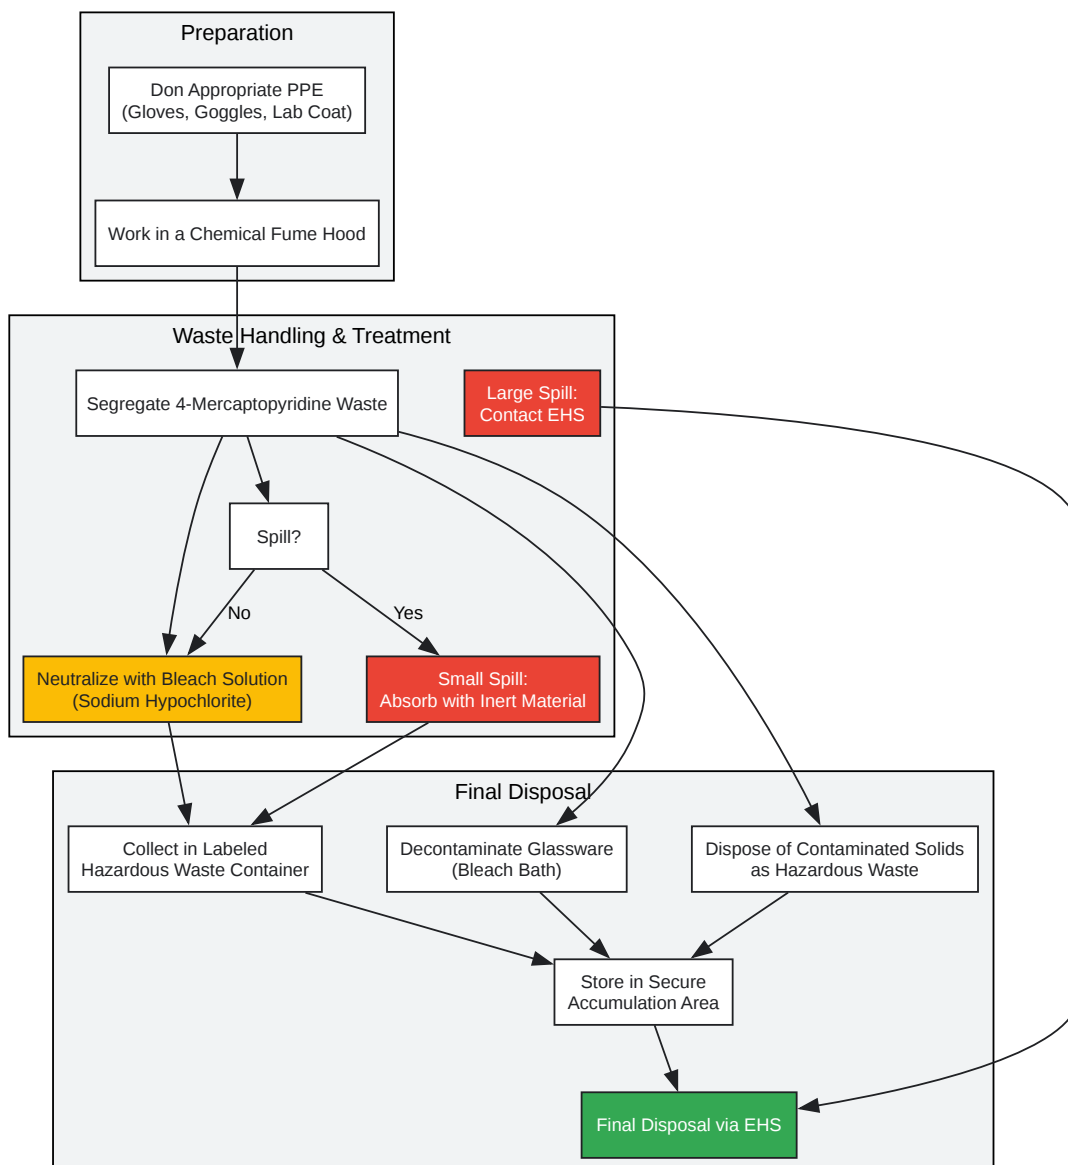 Preparation
Don Appropriate PPE
(Gloves, Goggles, Lab Coat)
Work in a Chemical Fume Hood
Waste Handling & Treatment
Segregate 4-Mercaptopyridine Waste
Large Spill:
Contact EHS
Spill?
No
Yes
Neutralize with Bleach Solution
(Sodium Hypochlorite)
Small Spill:
Absorb with Inert Material
Final Disposal
Collect in Labeled
Hazardous Waste Container
Decontaminate Glassware
(Bleach Bath)
Dispose of Contaminated Solids
as Hazardous Waste
Store in Secure
Accumulation Area
Final Disposal via EHS